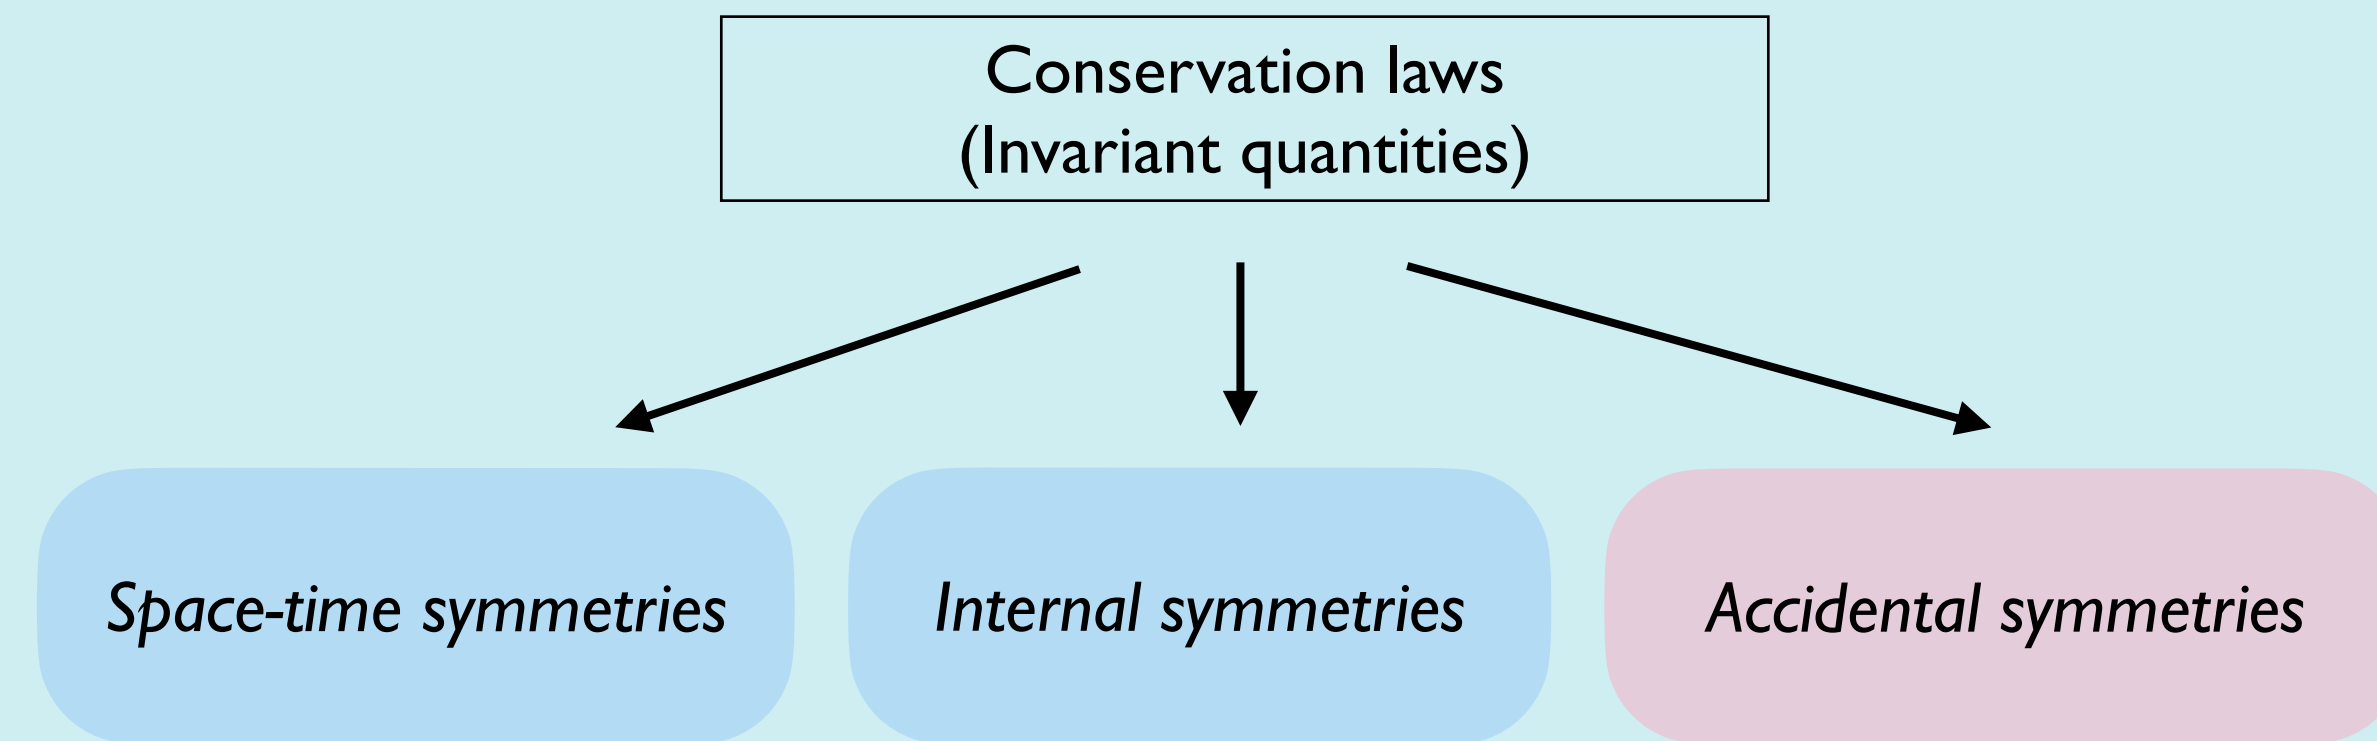 Conservation laws
(Invariant quantities)
Space-time symmetries
Internal symmetries
Accidental symmetries